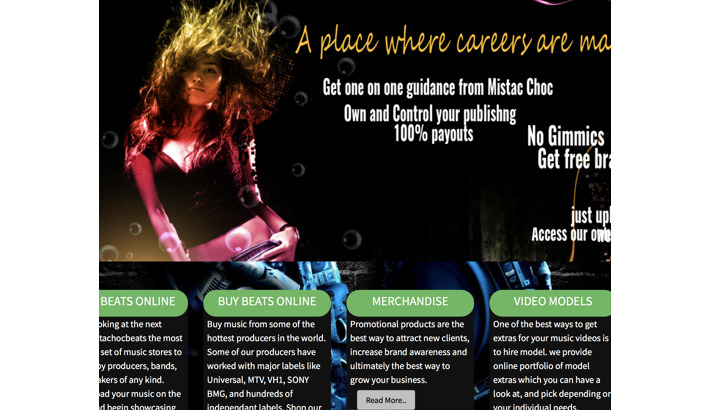 A place where careers are ma
Get one on one guidance from Mistac Choc
Own and Control your publishng
100% payouts
No Gimmics
Get free bra
just upl
Access our
BEATS ONLINE
oking at the next
tachocbeats the most
set of music stores to
by producers, bands,
akers of any kind.
ad your music on the
d begin showcasing
BUY BEATS ONLINE
Buy music from some of the
hottest producers in the world.
Some of our producers have
worked with major labels like
Universal, MTV, VH1, SONY
BMG, and hundreds of
independant labels. Shop our
MERCHANDISE
Promotional products are the
best way to attract new clients,
increase brand awareness and
ultimately the best way to
grow your business.
Read More..
VIDEO MODELS
One of the best ways to get
extras for your music videos is
to hire model. we provide
online portfolio of model
extras which you can have a
look at, and pick depending on
your individual needs.